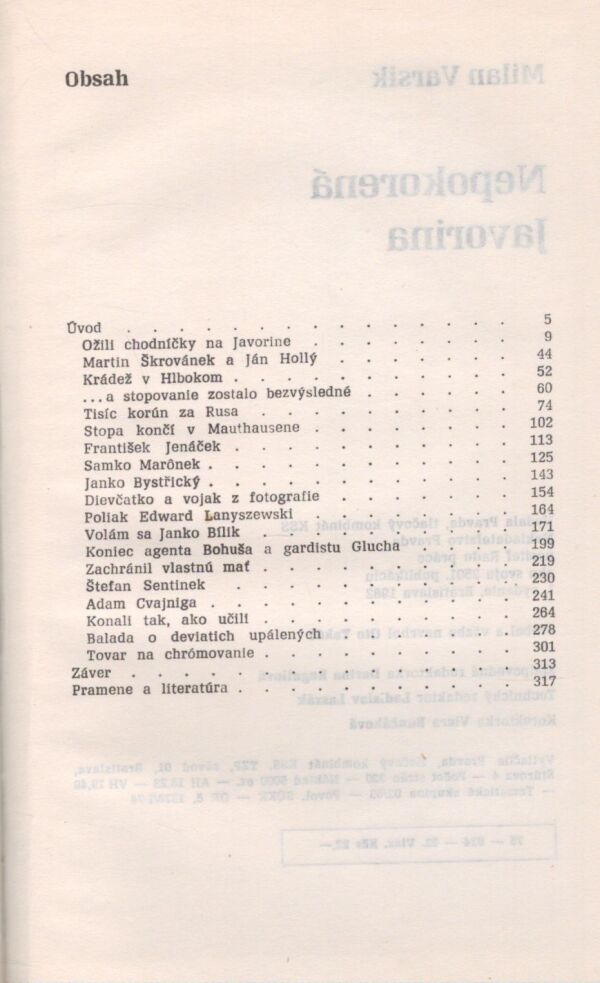 Obsah
Milan Varsik
Nepokorená
Javorina
Úvod . . . . . . . . . . . . . . . 5
Ožili chodníčky na Javorine . . . . . . . . 9
Martin Škrovánek a Ján Hollý . . . . . . . 44
Krádež v Hlbokom . . . . . . . . . . . 52
...a stopovanie zostalo bezvýsledné . . . . . . 60
Tisíc korún za Rusa . . . . . . . . . . 74
Stopa končí v Mauthausene . . . . . . . . 102
František Jenáček . . . . . . . . . . . 113
Samko Marônek . . . . . . . . . . . . 125
Janko Bystřický . . . . . . . . . . . . 143
Dievčatko a vojak z fotografie . . . . . . . 154
Poliak Edward Lanyszewski . . . . . . . . 164
Volám sa Janko Bílik . . . . . . . . . . 171
Koniec agenta Bohuša a gardistu Glucha . . . . 199
Zachránil vlastnú mať . . . . . . . . . . 219
Štefan Sentinek . . . . . . . . . . . . 230
Adam Cvajniga . . . . . . . . . . . . 241
Konali tak, ako učili . . . . . . . . . . 264
Balada o deviatich upálených . . . . . . . 278
Tovar na chrómovanie . . . . . . . . . . 301
Záver . . . . . . . . . . . . . . . 313
Pramene a literatúra . . . . . . . . . . 317